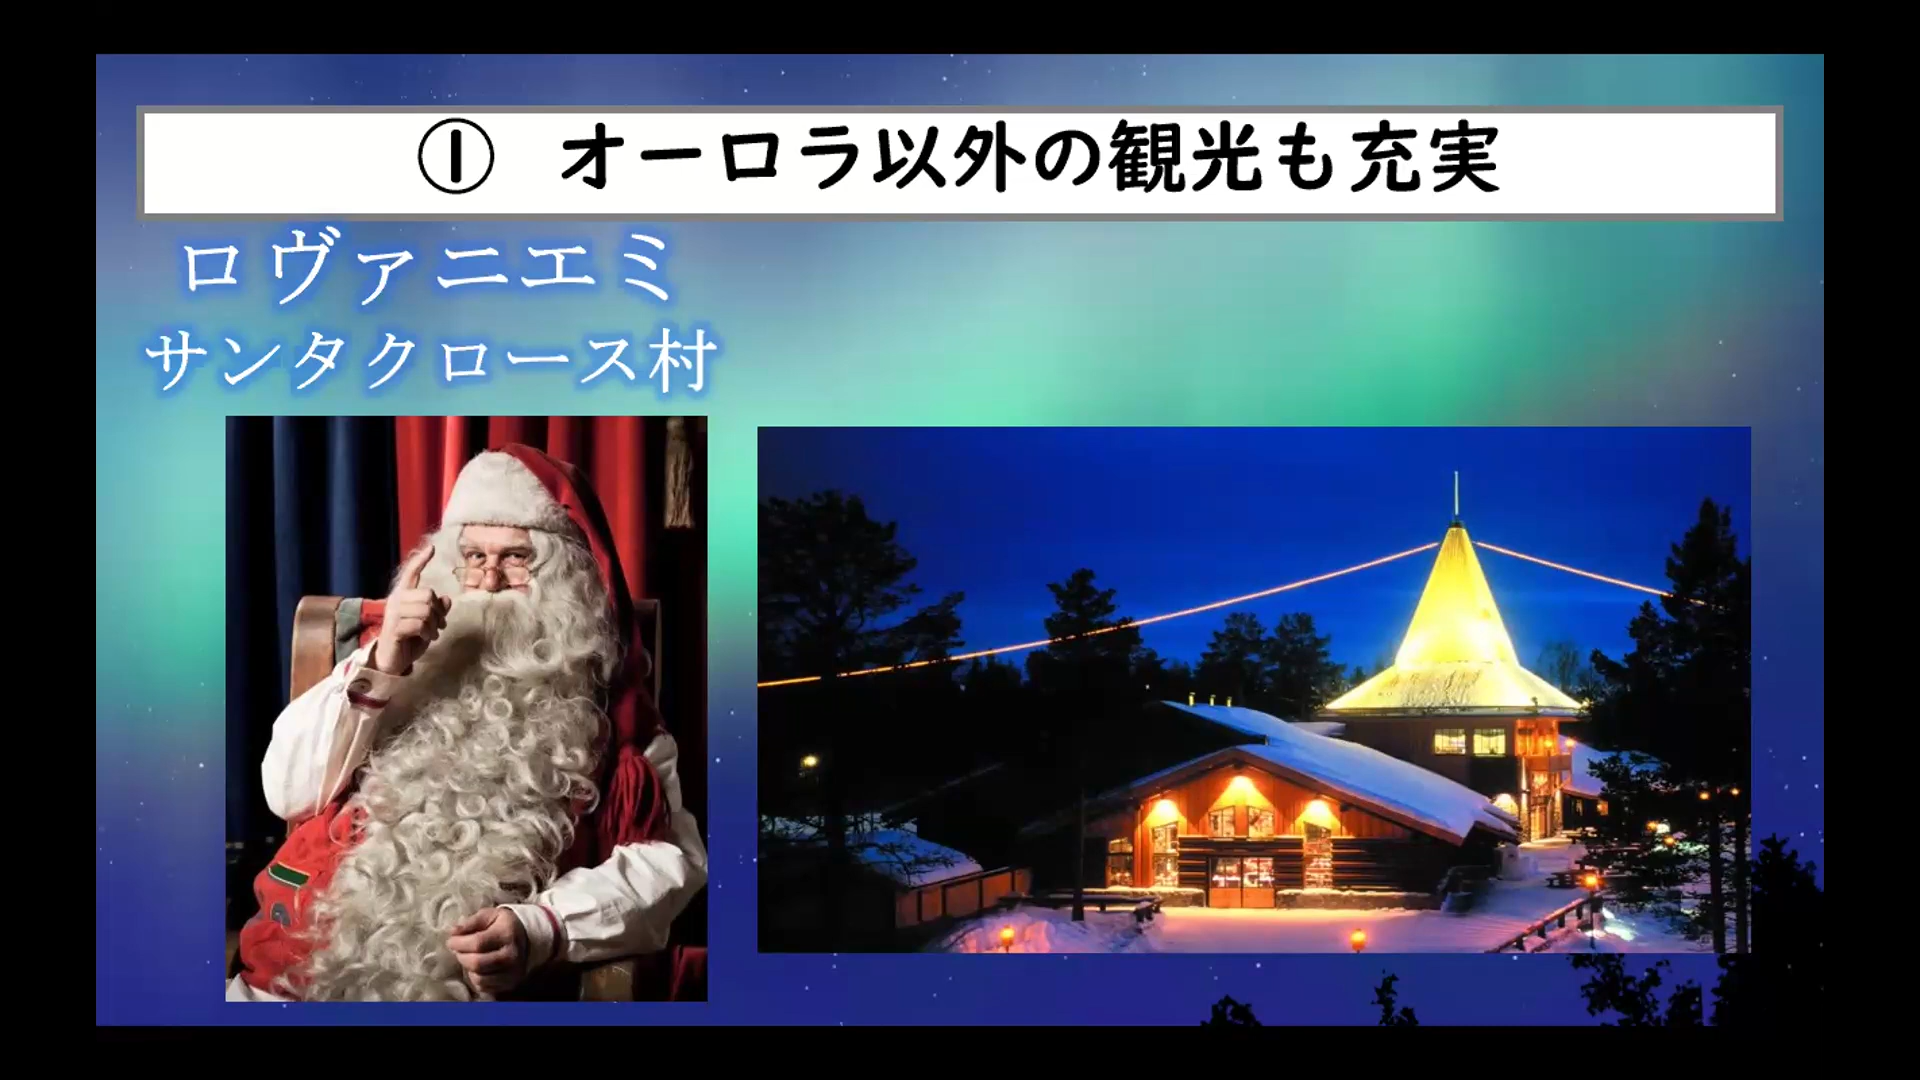 ① オーロラ以外の観光も充実
ロヴァニエミ
サンタクロース村